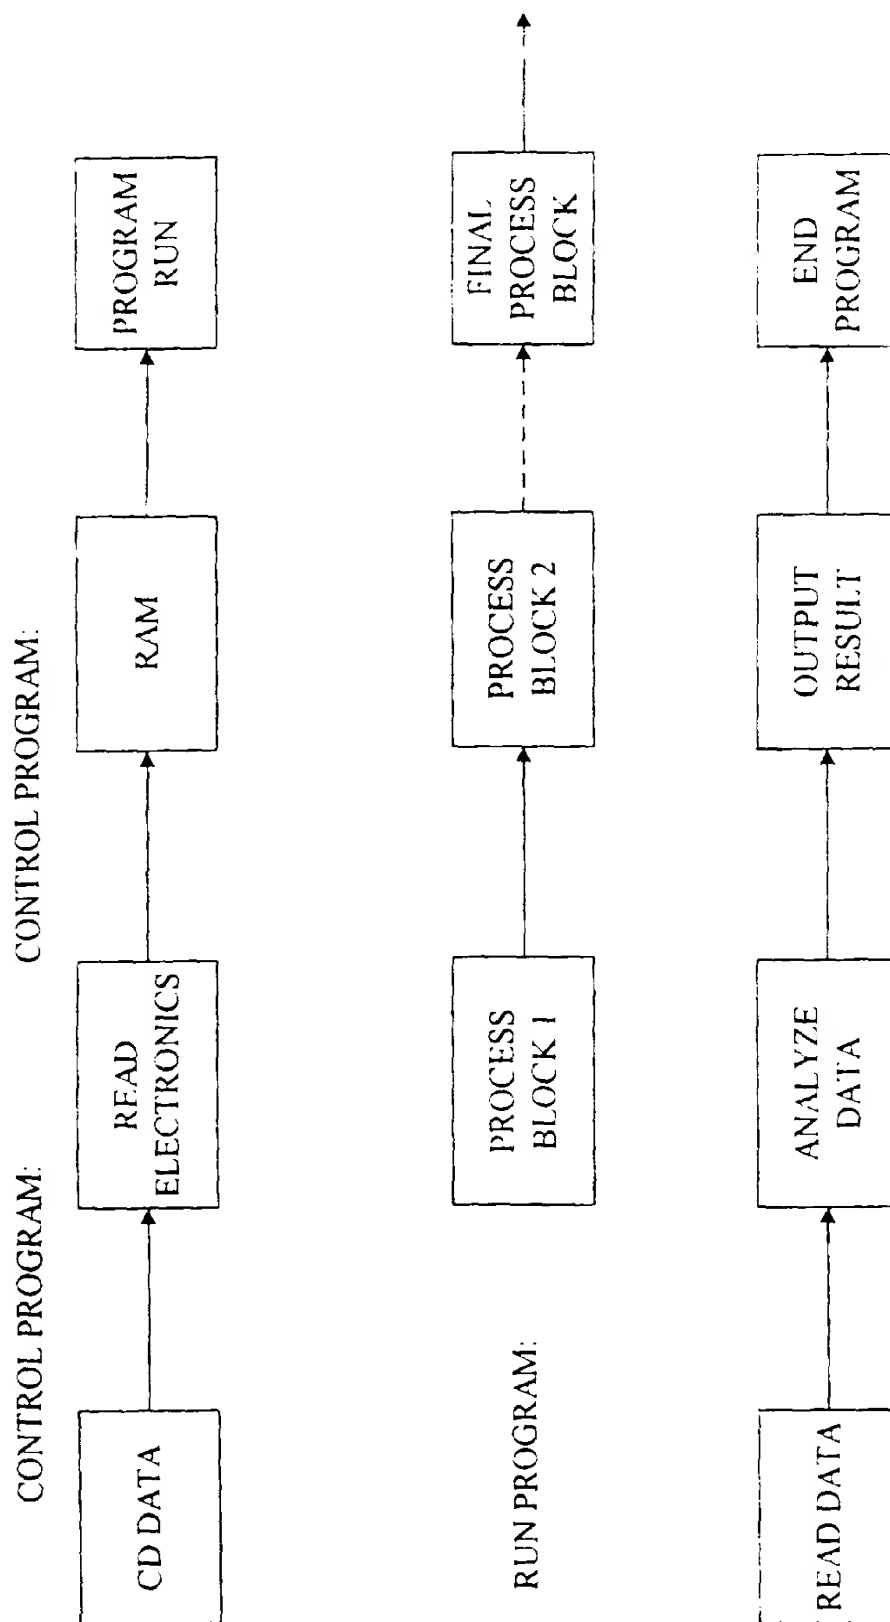 CONTROL PROGRAM:
CONTROL PROGRAM:
CD DATA
READ
ELECTRONICS
RAM
PROGRAM
RUN
RUN PROGRAM:
PROCESS
BLOCK 1
PROCESS
BLOCK 2
FINAL
PROCESS
BLOCK
READ DATA
ANALYZE
DATA
OUTPUT
RESULT
END
PROGRAM